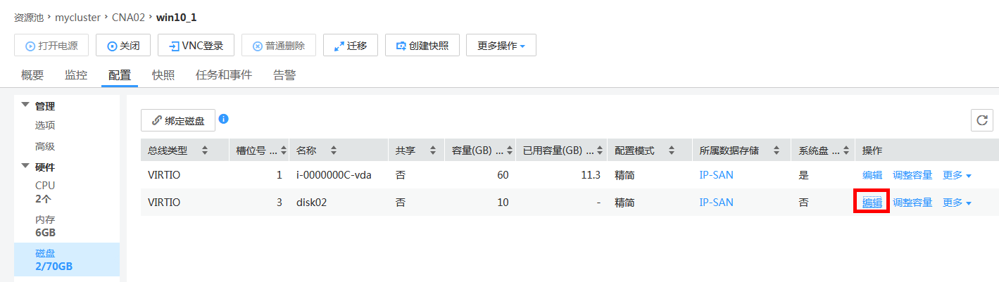 资源池 > mycluster > CNA02 > win10_1
打开电源 关闭 VNC登录 普通删除 迁移 创建快照 更多操作
概要 监控 配置 快照 任务和事件 告警
管理
选项
高级
硬件
CPU
2个
内存
6GB
磁盘
2/70GB
绑定磁盘
总线类型 槽位号 ... 名称 共享 容量(GB) ... 已用容量(GB) ... 配置模式 所属数据存储 系统盘 ... 操作
VIRTIO 1 i-0000000C-vda 否 60 11.3 精简 IP-SAN 是 编辑 调整容量 更多
VIRTIO 3 disk02 否 10 - 精简 IP-SAN 否 编辑 调整容量 更多